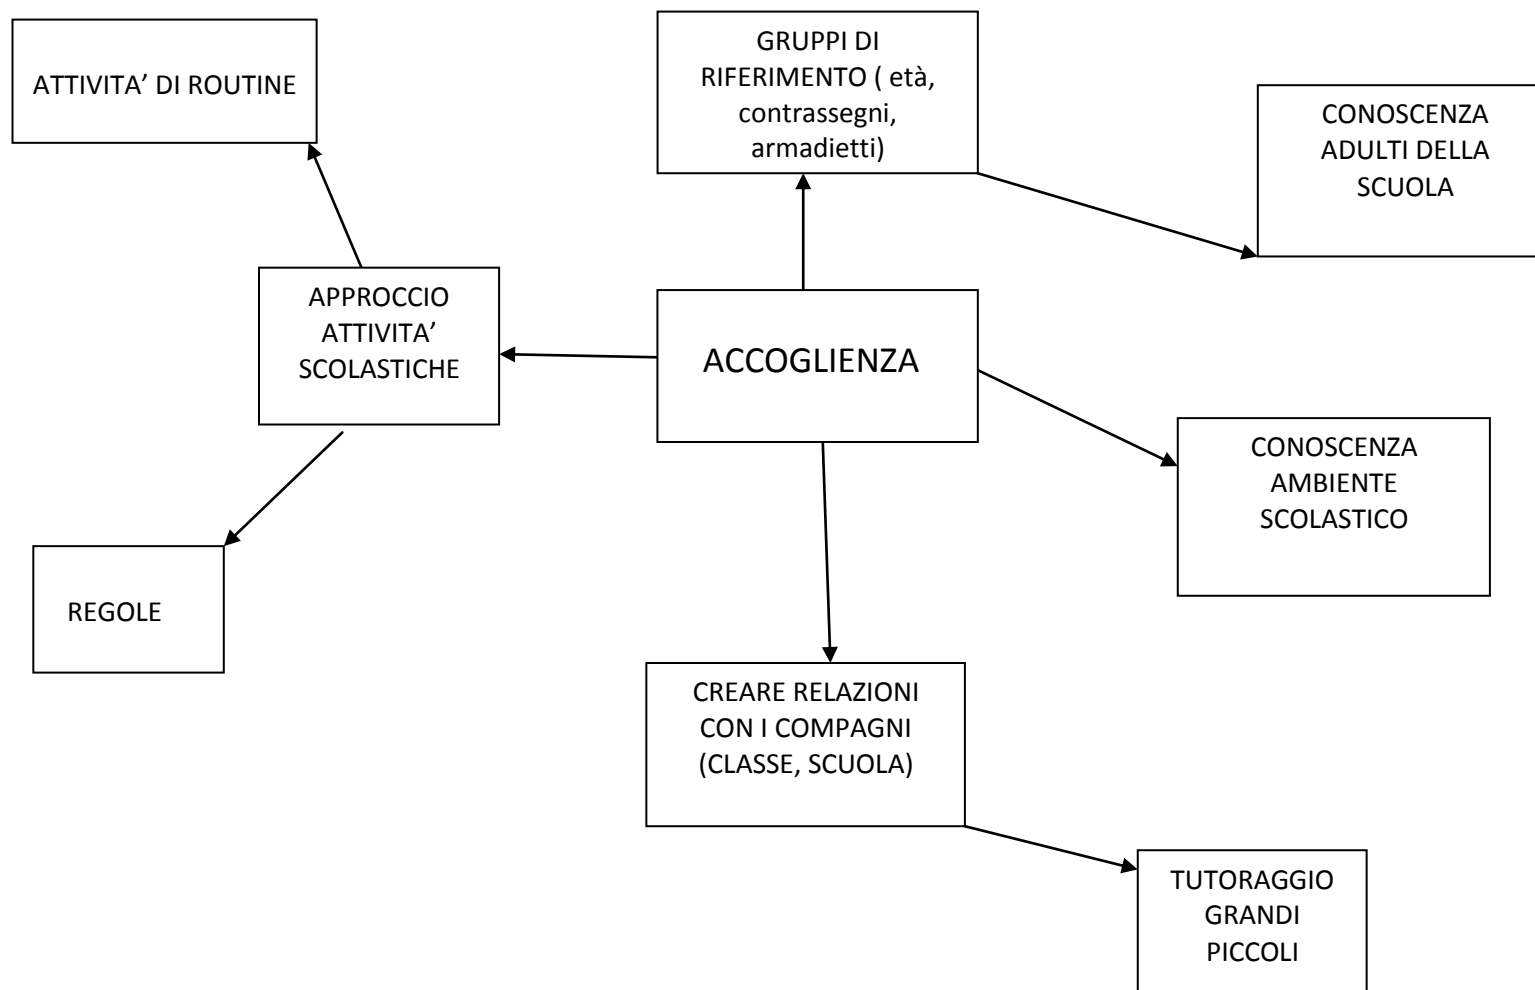 ATTIVITA’ DI ROUTINE
GRUPPI DI
RIFERIMENTO ( età,
contrassegni,
armadietti)
CONOSCENZA
ADULTI DELLA
SCUOLA
APPROCCIO
ATTIVITA’
SCOLASTICHE
ACCOGLIENZA
CONOSCENZA
AMBIENTE
SCOLASTICO
REGOLE
CREARE RELAZIONI
CON I COMPAGNI
(CLASSE, SCUOLA)
TUTORAGGIO
GRANDI
PICCOLI